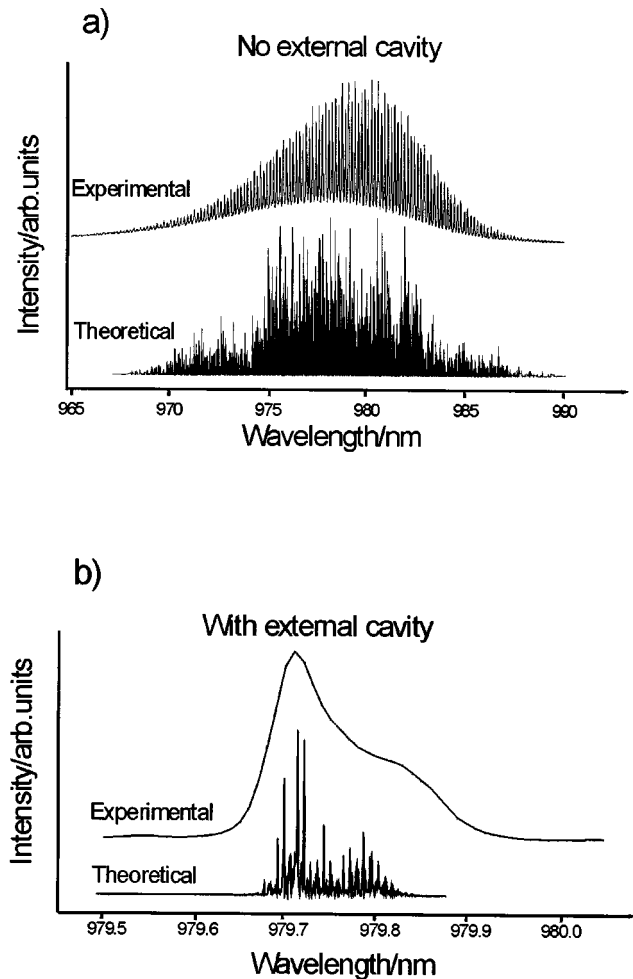 a)
No external cavity
Intensity/arb.units
Experimental
Theoretical
965 970 975 980 985 990
Wavelength/nm
b)
With external cavity
Intensity/arb.units
Experimental
Theoretical
979.5 979.6 979.7 979.8 979.9 980.0
Wavelength/nm